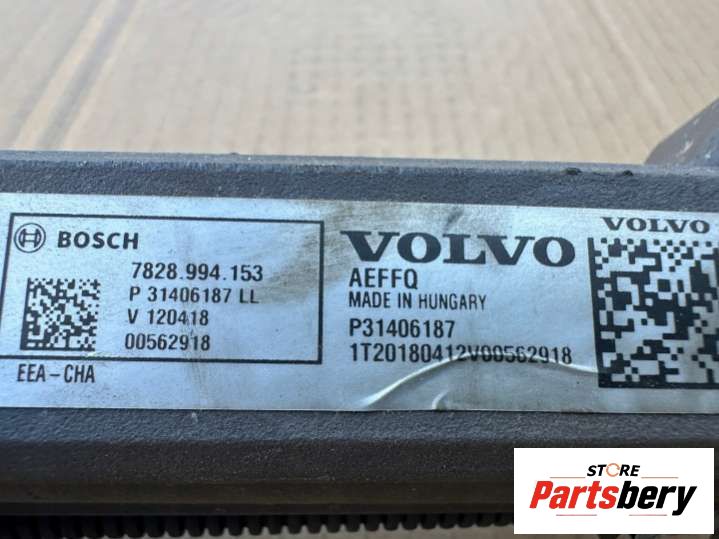 BOSCH
7828.994.153
P 31406187 LL
V 120418
00562918
EEA-CHA
VOLVO
AEFFQ
MADE IN HUNGARY
P31406187
1T20180412V00562918
VOLVO
STORE
Partsbery